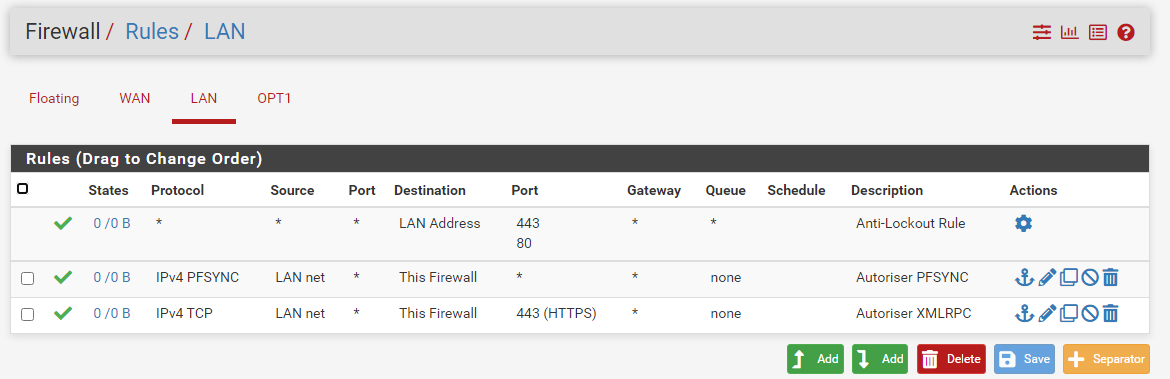 Firewall / Rules / LAN
Floating WAN LAN OPT1
Rules (Drag to Change Order)
States Protocol Source Port Destination Port Gateway Queue Schedule Description Actions
0 /0 B * * * LAN Address 443 * * Anti-Lockout Rule
80
0 /0 B IPv4 PFSYNC LAN net * This Firewall * * none Autoriser PFSYNC
0 /0 B IPv4 TCP LAN net * This Firewall 443 (HTTPS) * none Autoriser XMLRPC
Add Add Delete Save Separator